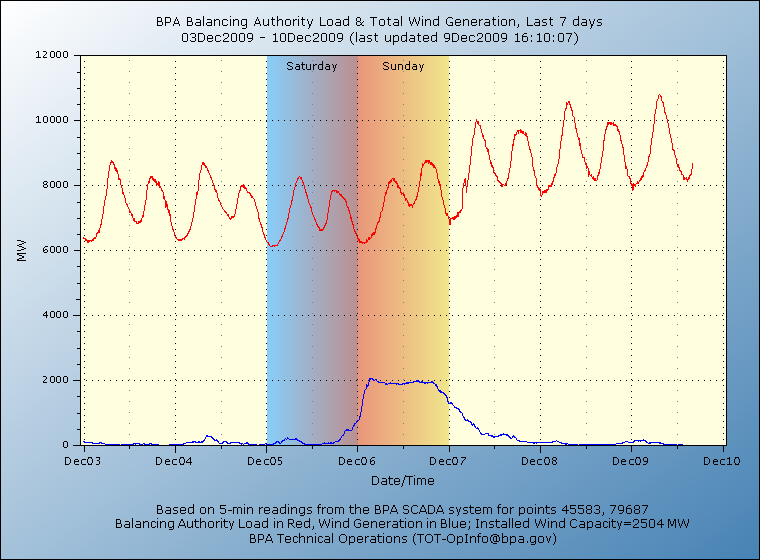 BPA Balancing Authority Load & Total Wind Generation, Last 7 days
03Dec2009 - 10Dec2009 (last updated 9Dec2009 16:10:07)
12000
Saturday Sunday
10000
8000
MW
6000
4000
2000
0
Dec03 Dec04 Dec05 Dec06 Dec07 Dec08 Dec09 Dec10
Date/Time
Based on 5-min readings from the BPA SCADA system for points 45583, 79687
Balancing Authority Load in Red, Wind Generation in Blue; Installed Wind Capacity=2504 MW
BPA Technical Operations (TOT-OpInfo@bpa.gov)